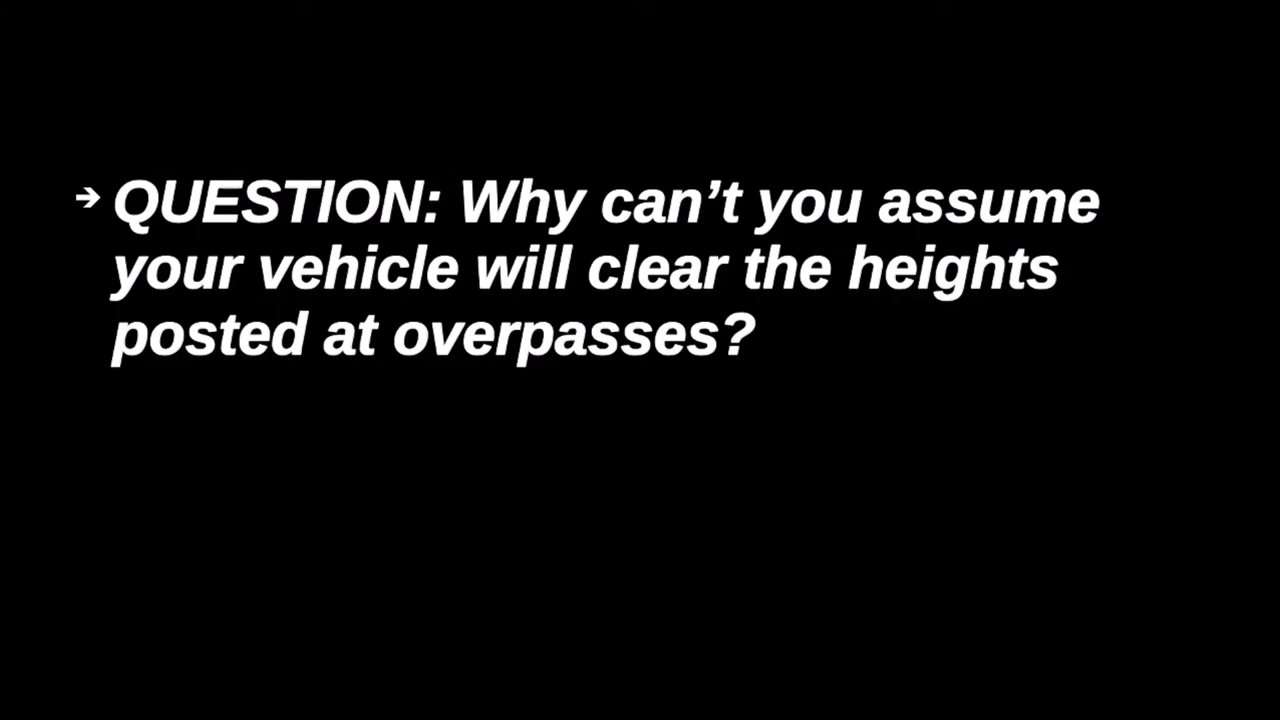 ➔ QUESTION: Why can’t you assume
your vehicle will clear the heights
posted at overpasses?